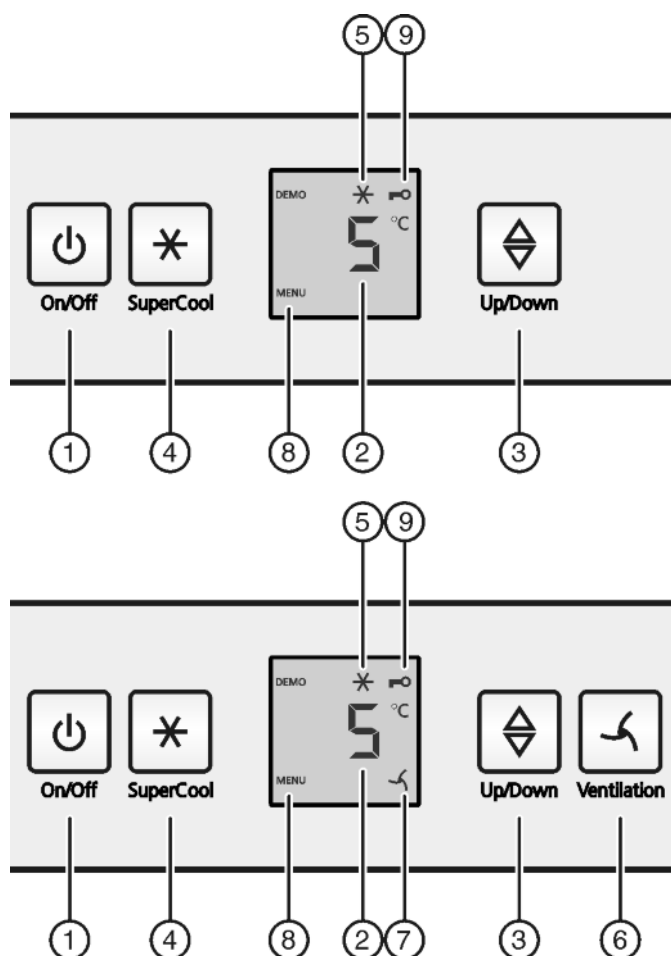 5 9
DEMO
5 °C
MENU
On/Off SuperCool Up/Down
1 4 8 2 3
5 9
DEMO
5 °C
MENU
On/Off SuperCool Up/Down Ventilation
1 4 8 2 7 3 6